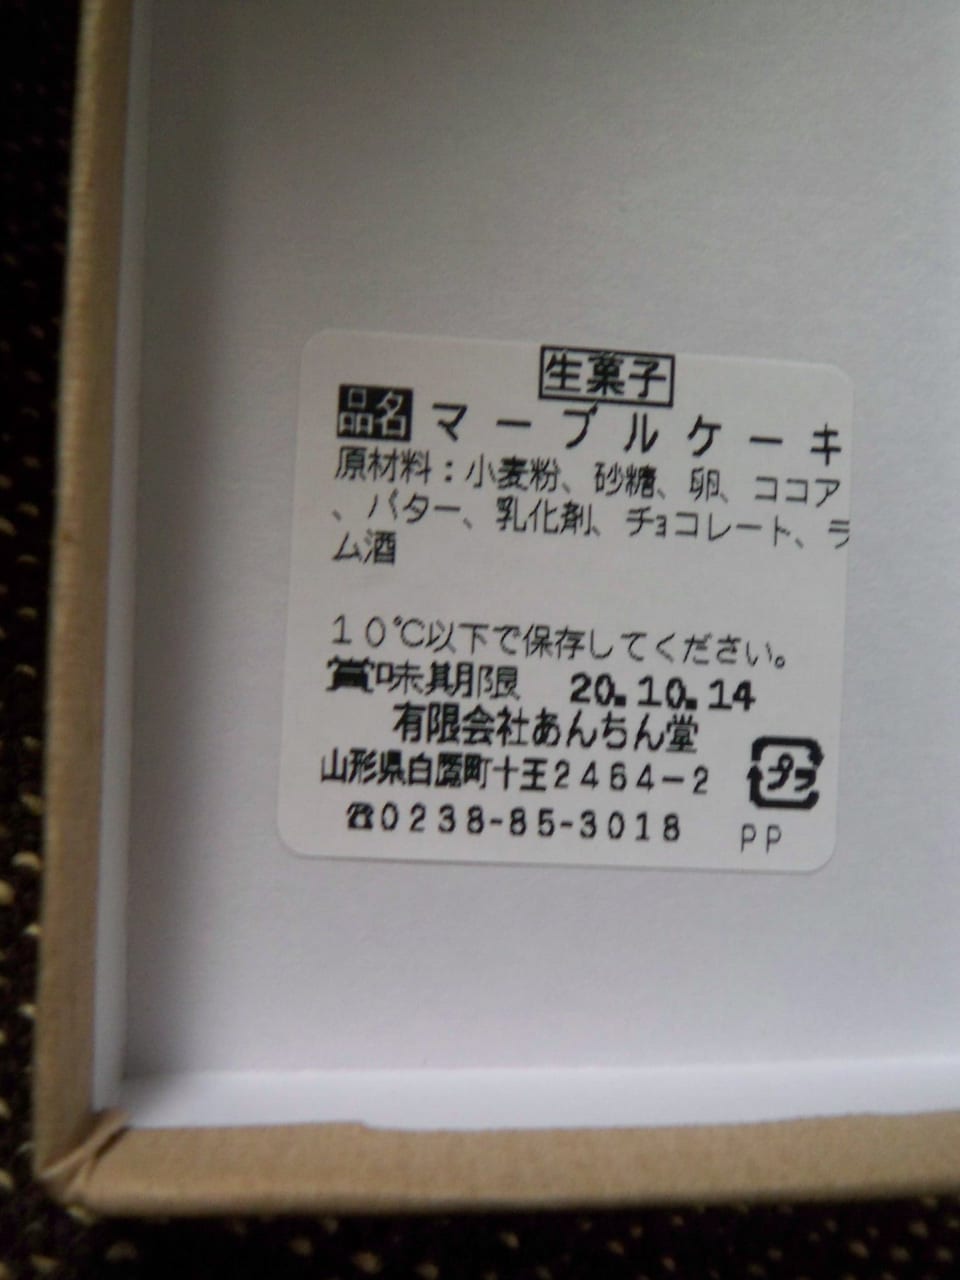 生菓子
品名 マーブルケーキ
原材料：小麦粉、砂糖、卵、ココア
、バター、乳化剤、チョコレート、ラ
ム酒
１０℃以下で保存してください。
賞味期限 20.10.14
有限会社あんちん堂
山形県白鷹町十王２４６４－２
プラ
☎0238-85-3018
PP